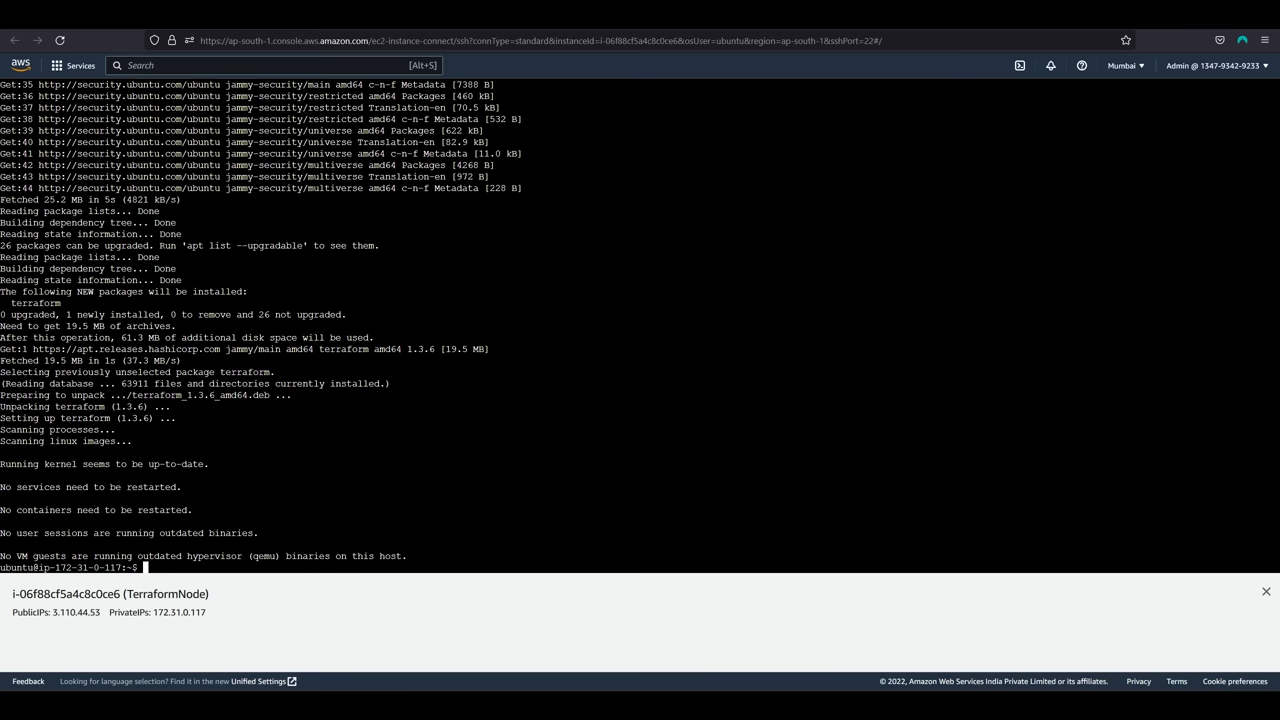 https://ap-south-1.console.aws.amazon.com/ec2-instance-connect/ssh?connType=standard&instanceId=i-06f88cf5a4c8c0ce6&osUser=ubuntu&region=ap-south-1&sshPort=22#/
aws Services Search [Alt+S] Mumbai Admin @ 1347-9342-9233
Get:35 http://security.ubuntu.com/ubuntu jammy-security/main amd64 c-n-f Metadata [7388 B]
Get:36 http://security.ubuntu.com/ubuntu jammy-security/restricted amd64 Packages [460 kB]
Get:37 http://security.ubuntu.com/ubuntu jammy-security/restricted Translation-en [70.5 kB]
Get:38 http://security.ubuntu.com/ubuntu jammy-security/restricted amd64 c-n-f Metadata [532 B]
Get:39 http://security.ubuntu.com/ubuntu jammy-security/universe amd64 Packages [622 kB]
Get:40 http://security.ubuntu.com/ubuntu jammy-security/universe Translation-en [82.9 kB]
Get:41 http://security.ubuntu.com/ubuntu jammy-security/universe amd64 c-n-f Metadata [11.0 kB]
Get:42 http://security.ubuntu.com/ubuntu jammy-security/multiverse amd64 Packages [4268 B]
Get:43 http://security.ubuntu.com/ubuntu jammy-security/multiverse Translation-en [972 B]
Get:44 http://security.ubuntu.com/ubuntu jammy-security/multiverse amd64 c-n-f Metadata [228 B]
Fetched 25.2 MB in 5s (4821 kB/s)
Reading package lists... Done
Building dependency tree... Done
Reading state information... Done
26 packages can be upgraded. Run 'apt list --upgradable' to see them.
Reading package lists... Done
Building dependency tree... Done
Reading state information... Done
The following NEW packages will be installed:
  terraform
0 upgraded, 1 newly installed, 0 to remove and 26 not upgraded.
Need to get 19.5 MB of archives.
After this operation, 61.3 MB of additional disk space will be used.
Get:1 https://apt.releases.hashicorp.com jammy/main amd64 terraform amd64 1.3.6 [19.5 MB]
Fetched 19.5 MB in 1s (37.3 MB/s)
Selecting previously unselected package terraform.
(Reading database ... 63911 files and directories currently installed.)
Preparing to unpack .../terraform_1.3.6_amd64.deb ...
Unpacking terraform (1.3.6) ...
Setting up terraform (1.3.6) ...
Scanning processes...
Scanning linux images...
Running kernel seems to be up-to-date.
No services need to be restarted.
No containers need to be restarted.
No user sessions are running outdated binaries.
No VM guests are running outdated hypervisor (qemu) binaries on this host.
ubuntu@ip-172-31-0-117:~$
i-06f88cf5a4c8c0ce6 (TerraformNode)
PublicIPs: 3.110.44.53 PrivateIPs: 172.31.0.117
Feedback Looking for language selection? Find it in the new Unified Settings © 2022, Amazon Web Services India Private Limited or its affiliates. Privacy Terms Cookie preferences